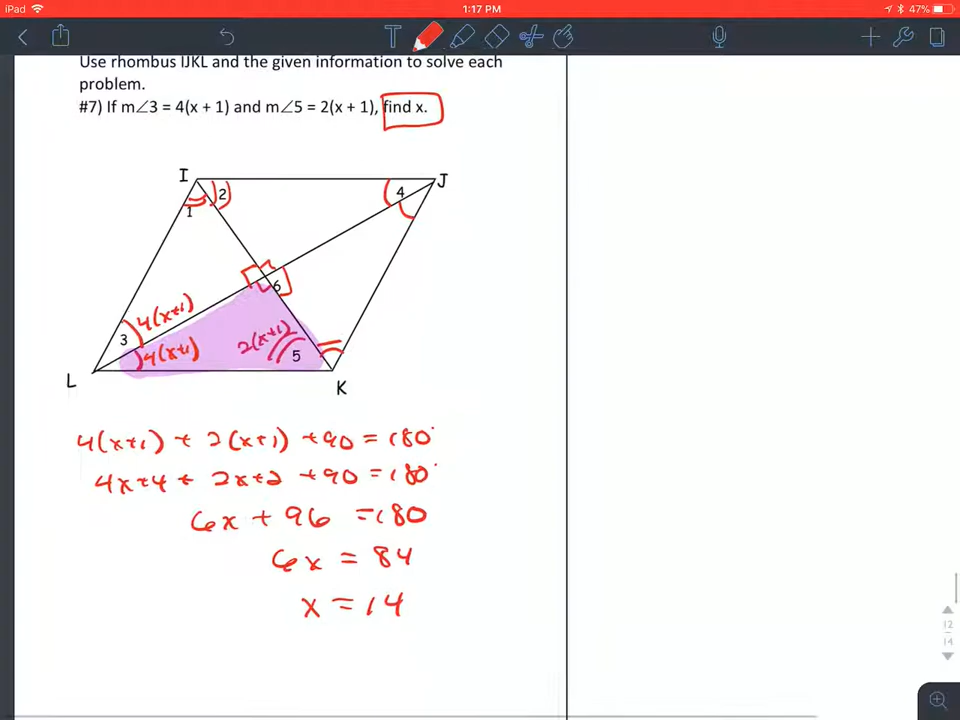 iPad 1:17 PM 47%
T
Use rhombus IJKL and the given information to solve each
problem.
#7) If m∠3 = 4(x + 1) and m∠5 = 2(x + 1), find x.
I
J
2
4
1
6
4(x+1)
3
4(x+1)
2(x+1)
5
L
K
4(x+1) + 2(x+1) +90 = 180
4x+4 + 2x+2 +90 = 180
6x + 96 = 180
6x = 84
x = 14
12
14